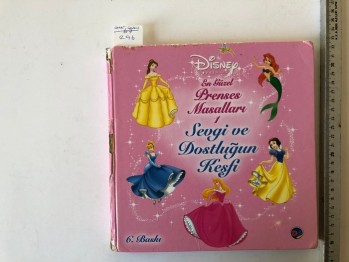 DiSNEY
En Güzel
Prenses
Masalları
1
Sevgi ve
Dostluğun
Keşfi
6. Baskı